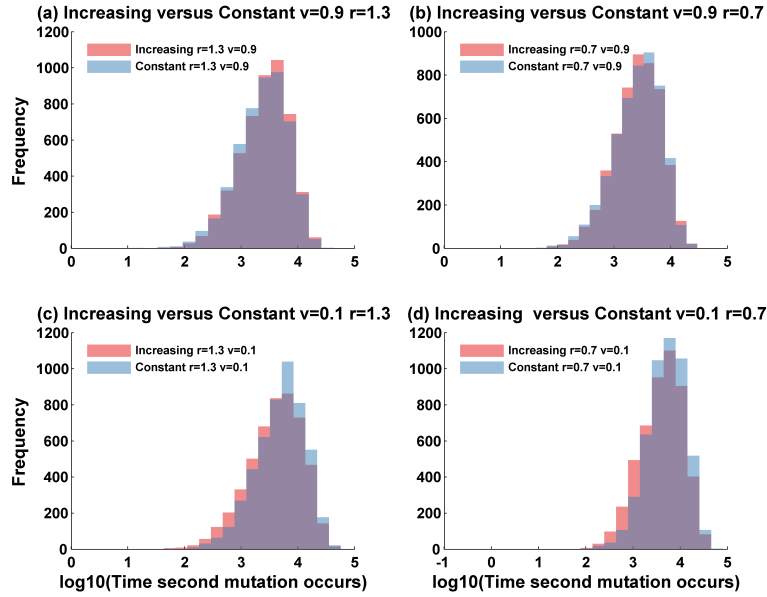 (a) Increasing versus Constant v=0.9 r=1.3
1200
1000
800
600
400
200
0
Frequency
Increasing r=1.3 v=0.9
Constant r=1.3 v=0.9
0 1 2 3 4 5
(b) Increasing versus Constant v=0.9 r=0.7
1000
800
600
400
200
0
Increasing r=0.7 v=0.9
Constant r=0.7 v=0.9
0 1 2 3 4 5
(c) Increasing versus Constant v=0.1 r=1.3
1200
1000
800
600
400
200
0
Frequency
Increasing r=1.3 v=0.1
Constant r=1.3 v=0.1
0 1 2 3 4 5
log10(Time second mutation occurs)
(d) Increasing versus Constant v=0.1 r=0.7
1200
1000
800
600
400
200
0
Increasing r=0.7 v=0.1
Constant r=0.7 v=0.1
-1 0 1 2 3 4 5
log10(Time second mutation occurs)